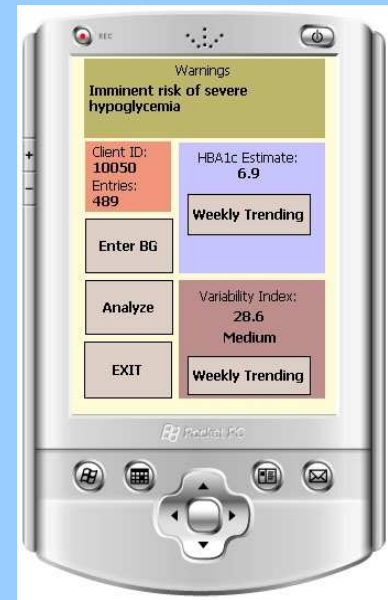 REC
Warnings
Imminent risk of severe
hypoglycemia
+
Client ID:
10050
Entries:
489
HBA1c Estimate:
6.9
Weekly Trending
−
Enter BG
Analyze
Variability Index:
28.6
Medium
EXIT
Weekly Trending
Pocket PC